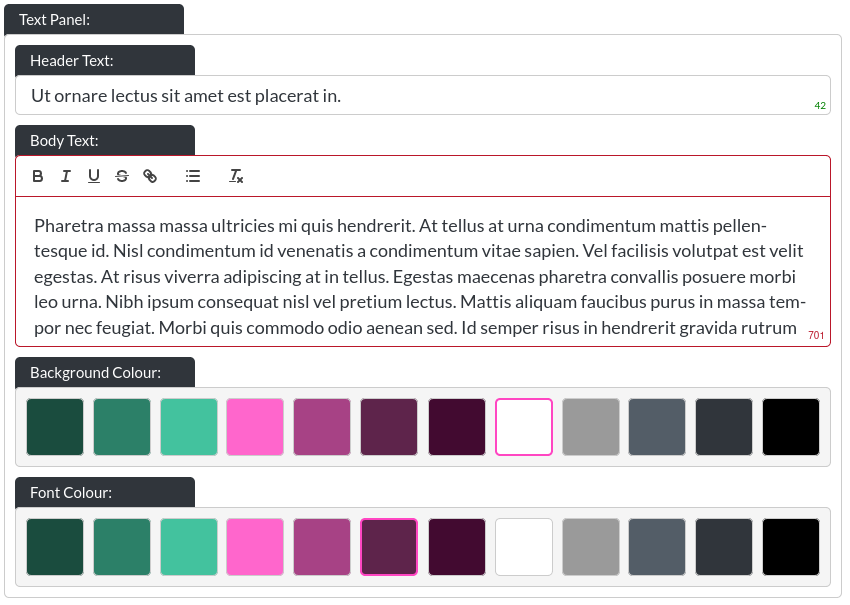 Text Panel:
Header Text:
Ut ornare lectus sit amet est placerat in.
42
Body Text:
B I U S
Pharetra massa massa ultricies mi quis hendrerit. At tellus at urna condimentum mattis pellen-
tesque id. Nisl condimentum id venenatis a condimentum vitae sapien. Vel facilisis volutpat est velit
egestas. At risus viverra adipiscing at in tellus. Egestas maecenas pharetra convallis posuere morbi
leo urna. Nibh ipsum consequat nisl vel pretium lectus. Mattis aliquam faucibus purus in massa tem-
por nec feugiat. Morbi quis commodo odio aenean sed. Id semper risus in hendrerit gravida rutrum
701
Background Colour:
Font Colour: